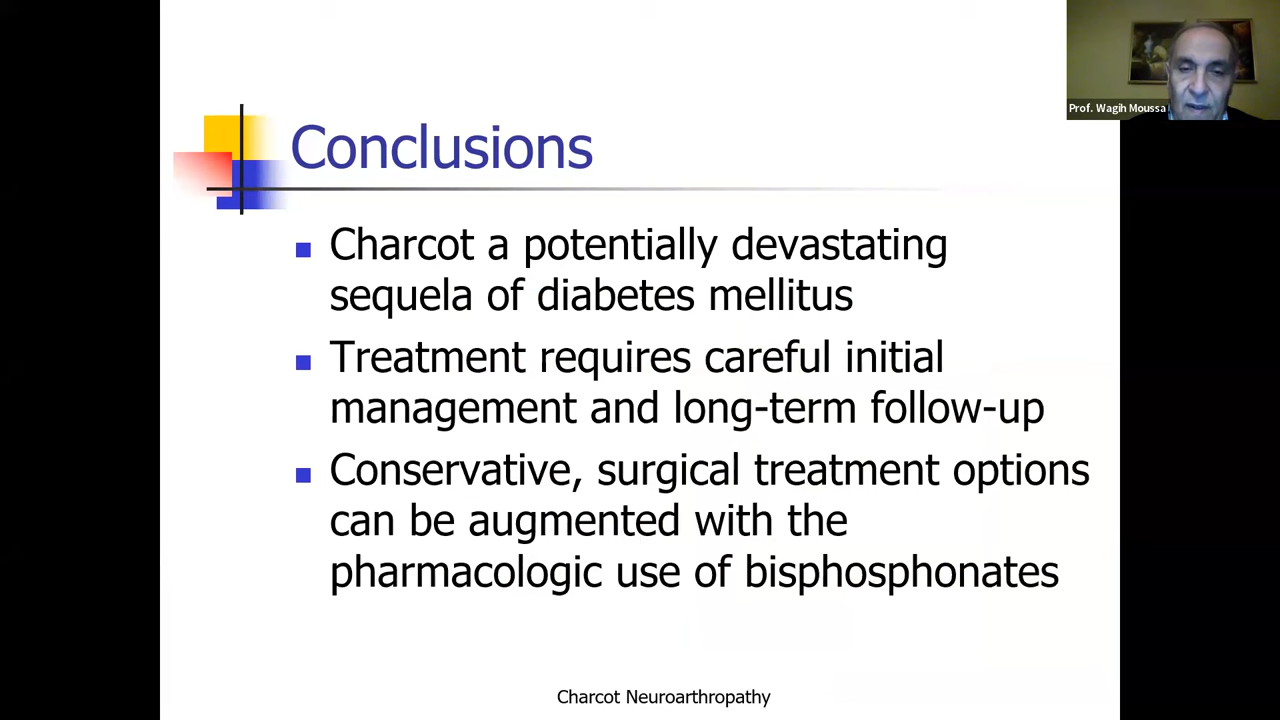 Prof. Wagih Moussa
Conclusions
Charcot a potentially devastating
sequela of diabetes mellitus
Treatment requires careful initial
management and long-term follow-up
Conservative, surgical treatment options
can be augmented with the
pharmacologic use of bisphosphonates
Charcot Neuroarthropathy